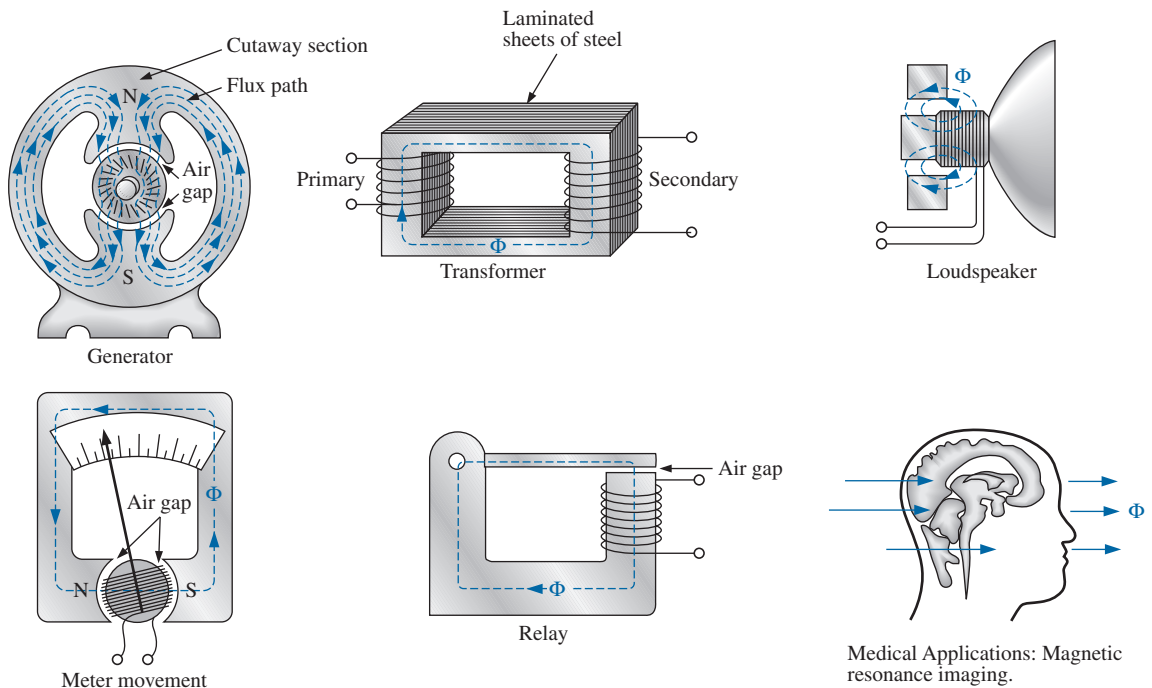 Laminated
sheets of steel
Cutaway section
Flux path
N
Air
gap
S
Generator
Primary
Secondary
Φ
Transformer
Φ
Loudspeaker
Φ
Air gap
N
S
Meter movement
Air gap
Φ
Relay
Φ
Medical Applications: Magnetic
resonance imaging.